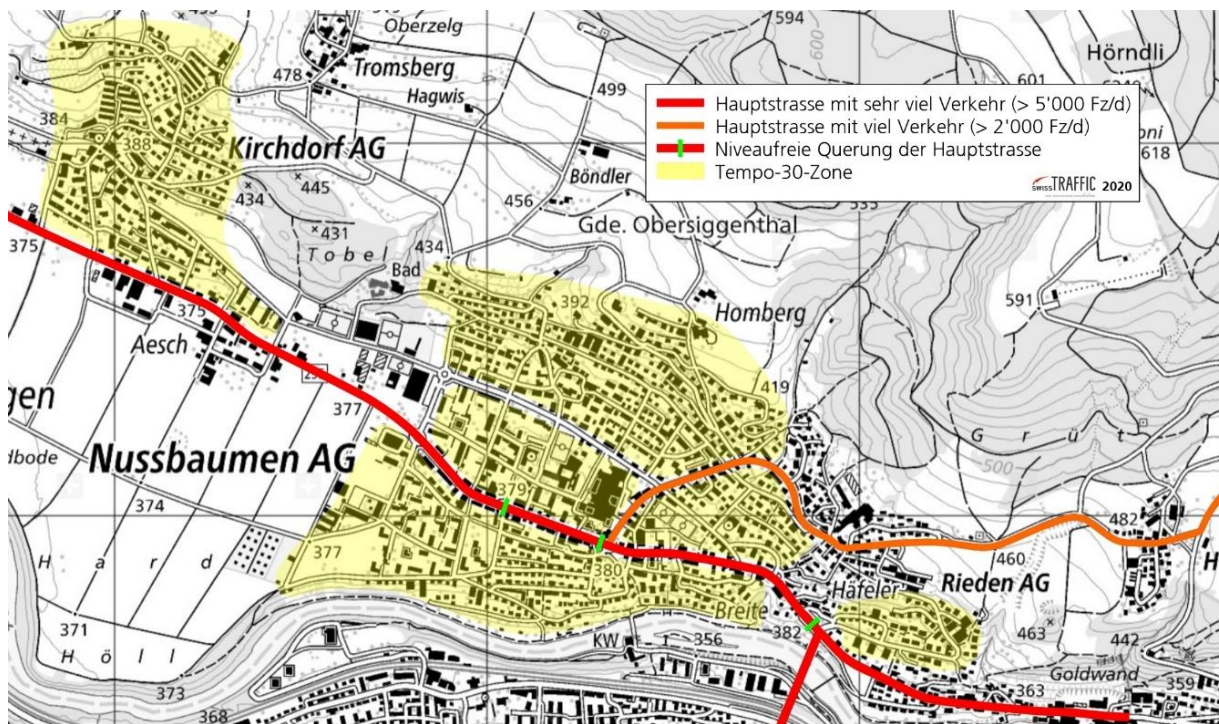 Oberzelg
594
478
Tromsberg
Hörndli
Hagwis
499
601
384
388
Kirchdorf AG
Hauptstrasse mit sehr viel Verkehr (> 5'000 Fz/d)
Hauptstrasse mit viel Verkehr (> 2'000 Fz/d)
Niveaufreie Querung der Hauptstrasse
Tempo-30-Zone
swissTRAFFIC 2020
618
445
434
Böndler
456
431
Tobel
434
Gde. Obersiggenthal
375
Bad
392
591
Homberg
375
Aesch
419
377
Grüt
gen
Nussbaumen AG
500
dbode
374
379
482
377
380
460
Hard
Häfeler
Rieden AG
H
Breite
371
Höll
382
463
442
KW
356
373
Goldwand
363
359
368